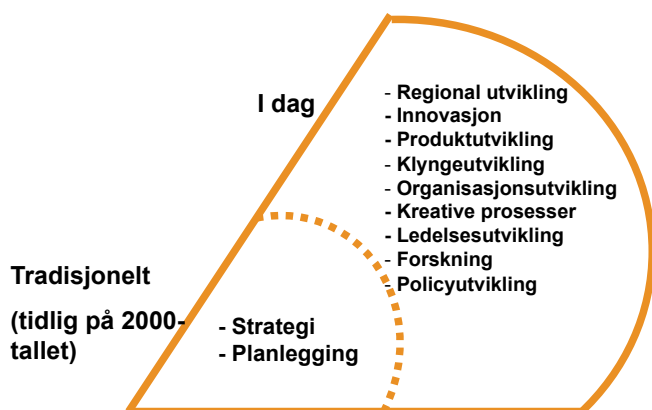 I dag
- Regional utvikling
- Innovasjon
- Produktutvikling
- Klyngeutvikling
- Organisasjonsutvikling
- Kreative prosesser
- Ledelsesutvikling
- Forskning
- Policyutvikling
Tradisjonelt
(tidlig på 2000-
tallet)
- Strategi
- Planlegging